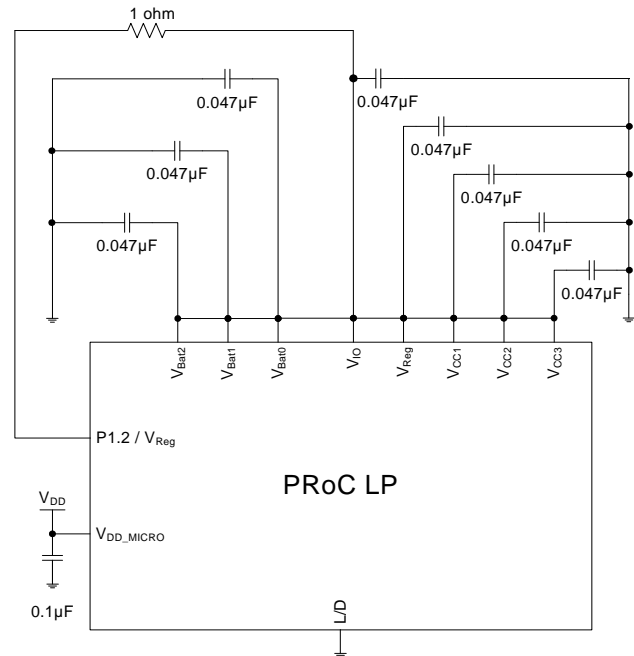 1 ohm
0.047µF
0.047µF
0.047µF
0.047µF
0.047µF
0.047µF
0.047µF
0.047µF
VBat2
VBat1
VBat0
VIO
VReg
VCC1
VCC2
VCC3
P1.2 / VReg
PRoC LP
VDD
VDD_MICRO
0.1µF
L/D